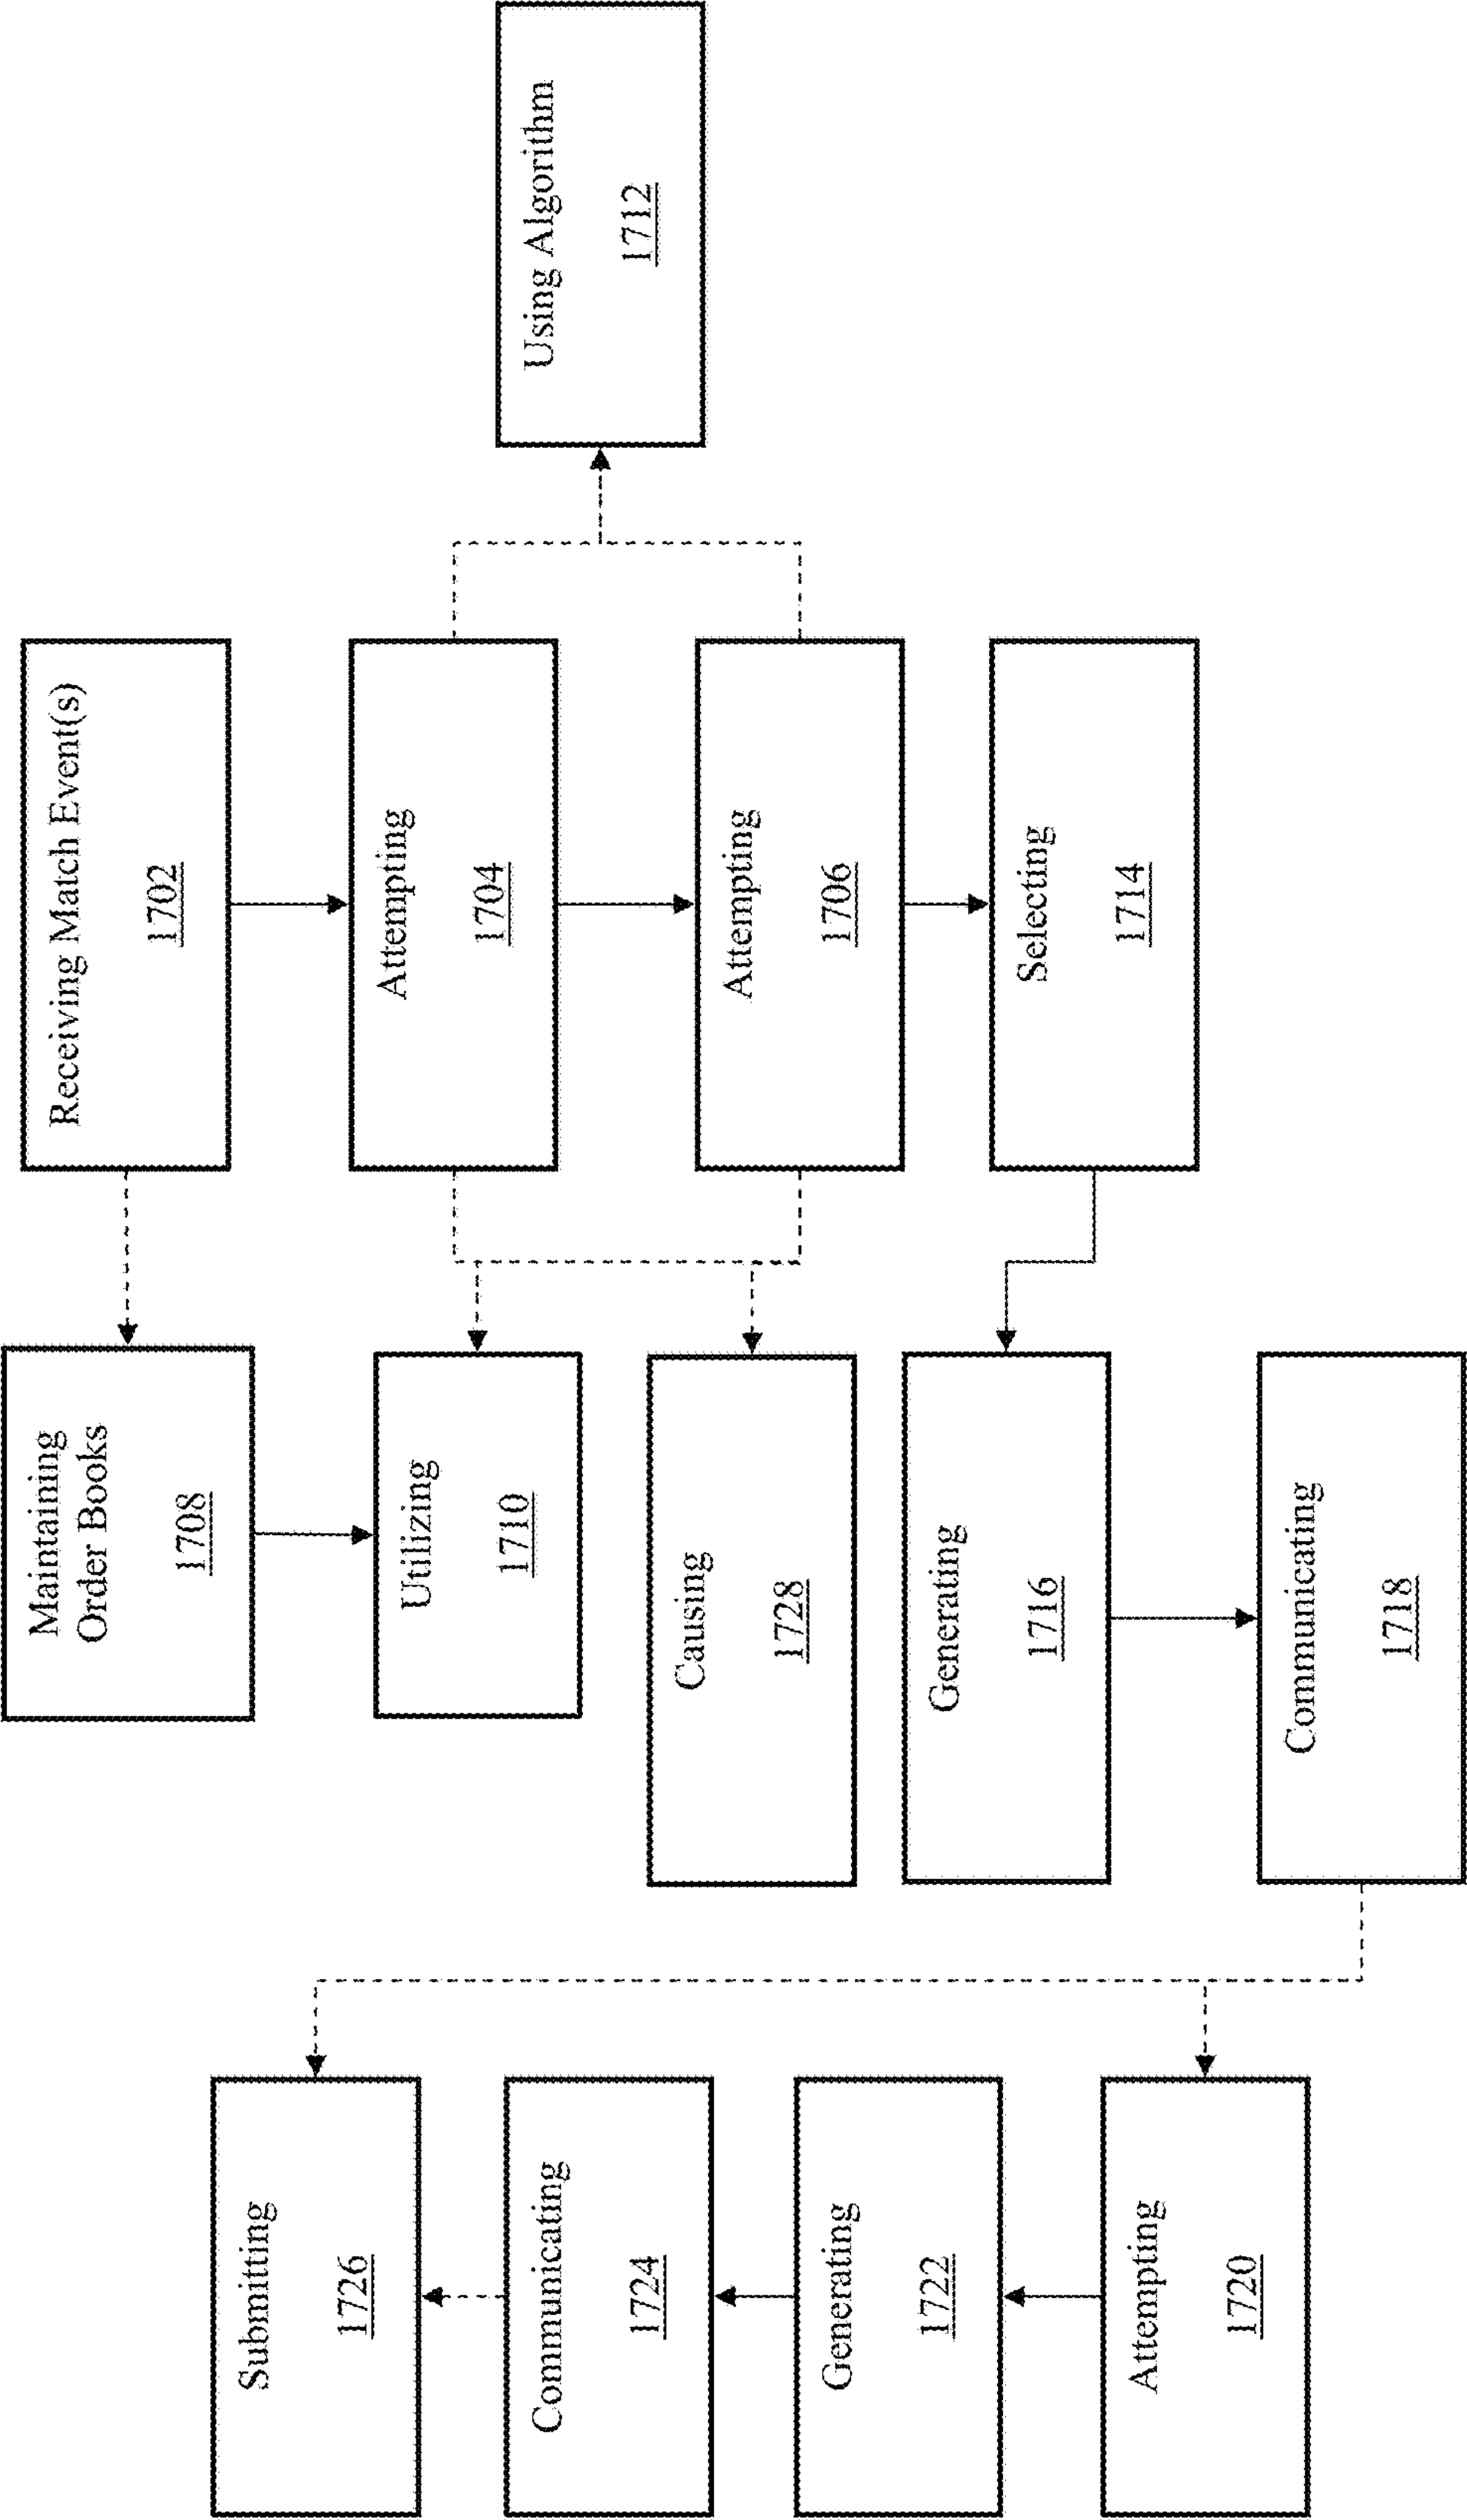 Receiving Match Event(s)
1702
Attempting
1704
Attempting
1706
Selecting
1714
Using Algorithm
1712
Maintaining
Order Books
1708
Utilizing
1710
Causing
1728
Generating
1716
Communicating
1718
Submitting
1726
Communicating
1724
Generating
1722
Attempting
1720